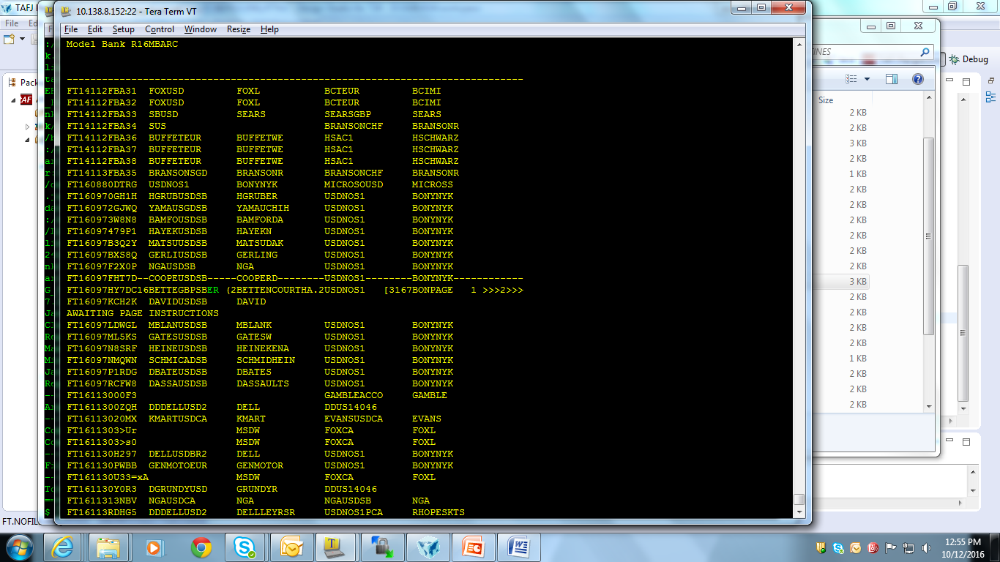 TAFJ
10.138.8.152:22 - Tera Term VT
File Edit Setup Control Window Resize Help
Model Bank R16MBARC
--------------------------------------------------------------------------------
FT14112FBA31 FOXUSD FOXL BCTEUR BCIMI
FT14112FBA32 FOXUSD FOXL BCTEUR BCIMI
FT14112FBA33 SBUSD SEARS SEARSGBP SEARS
FT14112FBA34 SUS BRANSONCHF BRANSONR
FT14112FBA36 BUFFETEUR BUFFETWE HSAC1 HSCHWARZ
FT14112FBA37 BUFFETEUR BUFFETWE HSAC1 HSCHWARZ
FT14112FBA38 BUFFETEUR BUFFETWE HSAC1 HSCHWARZ
FT14113FBA35 BRANSONSGD BRANSONR BRANSONCHF BRANSONR
FT160880DTRG USDNOS1 BONYNYK MICROSOUSD MICROSS
FT160970GH1H HGRUBUSDSB HGRUBER USDNOS1 BONYNYK
FT160972GJWQ YAMAUSGDSB YAMAUCHIH USDNOS1 BONYNYK
FT160973W8N8 BAMFOUSDSB BAMFORDA USDNOS1 BONYNYK
FT16097479P1 HAYEKUSDSB HAYEKN USDNOS1 BONYNYK
FT16097B3Q2Y MATSUUSDSB MATSUDAK USDNOS1 BONYNYK
FT16097BXS8Q GERLIUSDSB GERLING USDNOS1 BONYNYK
FT16097F2X0P NGAUSDSB NGA USDNOS1 BONYNYK
FT16097FHT7D--COOPEUSDSB-----COOPERD--------USDNOS1--------BONYNYK------------
FT16097HY7DC16BETTEGBPSBER (2BETTENCOURTHA.2USDNOS1 [3167BONPAGE 1 >>>2>>>
FT16097KCH2K DAVIDUSDSB DAVID
AWAITING PAGE INSTRUCTIONS
FT16097LDWGL MBLANUSDSB MBLANK USDNOS1 BONYNYK
FT16097ML5KS GATESUSDSB GATESW USDNOS1 BONYNYK
FT16097N8SRF HEINEUSDSB HEINEKENA USDNOS1 BONYNYK
FT16097NMQWN SCHMICADSB SCHMIDHEIN USDNOS1 BONYNYK
FT16097P1RDG DBATEUSDSB DBATES USDNOS1 BONYNYK
FT16097RCFW8 DASSAUSDSB DASSAULTS USDNOS1 BONYNYK
FT16113000F3 GAMBLEACCO GAMBLE
FT1611300ZQH DDDELLUSD2 DELL DDUS14046
FT161113020MX KMARTUSDCA KMART EVANSUSDCA EVANS
FT1611303>Ur MSDW FOXCA FOXL
FT1611303>s0 MSDW FOXCA FOXL
FT161130H297 DELLUSDBR2 DELL USDNOS1 BONYNYK
FT161130PWBB GENMOTOEUR GENMOTOR USDNOS1 BONYNYK
FT161130U33=xA MSDW FOXCA FOXL
FT161130Y0R3 DGRUNDYUSD GRUNDYR DDUS14046
FT1611313NBV NGAUSDCA NGA NGAUSDSB NGA
FT16113RDHG5 DDDELLUSD2 DELLLEYRSR USDNOS1PCA RHOPESKTS
Debug
Size
2 KB
2 KB
3 KB
2 KB
1 KB
2 KB
2 KB
2 KB
2 KB
2 KB
2 KB
3 KB
2 KB
2 KB
2 KB
2 KB
1 KB
2 KB
2 KB
2 KB
FT.NOFIL
12:55 PM
10/12/2016